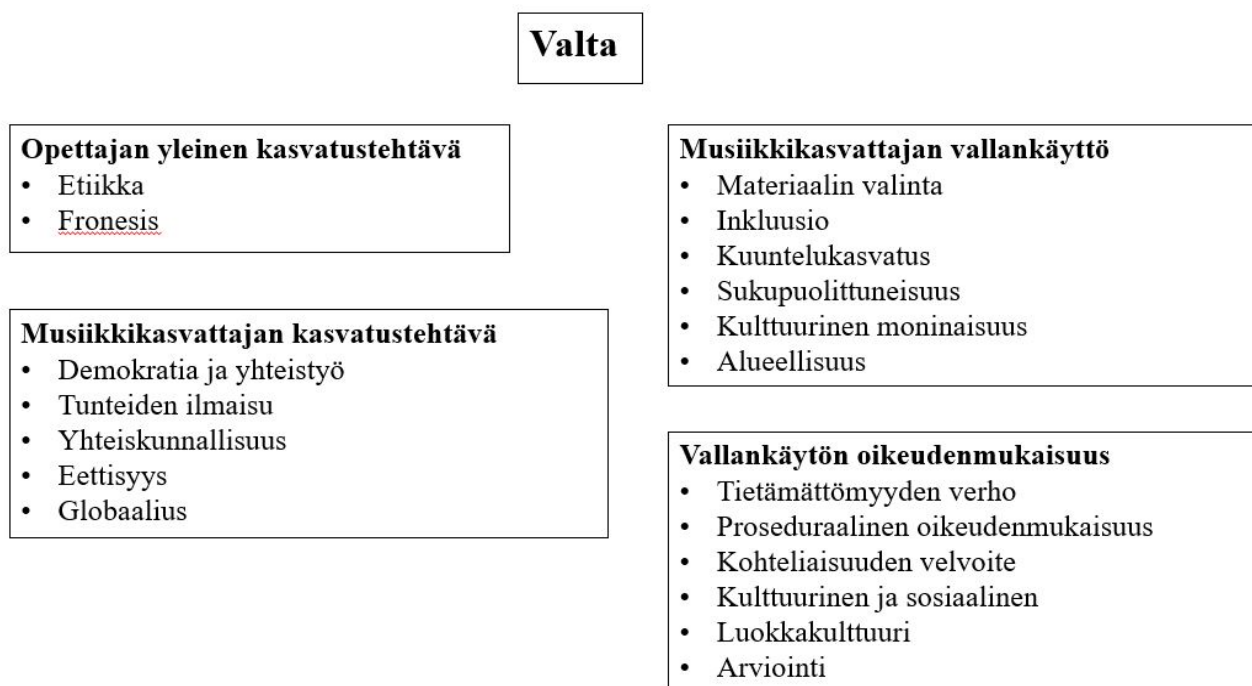 Valta
Opettajan yleinen kasvatustehtävä
• Etiikka
• Fronesis
Musiikkikasvattajan kasvatustehtävä
• Demokratia ja yhteistyö
• Tunteiden ilmaisu
• Yhteiskunnallisuus
• Eettisyys
• Globaalius
Musiikkikasvattajan vallankäyttö
• Materiaalin valinta
• Inkluusio
• Kuuntelukasvatus
• Sukupuolittuneisuus
• Kulttuurinen moninaisuus
• Alueellisuus
Vallankäytön oikeudenmukaisuus
• Tietämättömyyden verho
• Proseduraalinen oikeudenmukaisuus
• Kohteliaisuuden velvoite
• Kulttuurinen ja sosiaalinen
• Luokkakulttuuri
• Arviointi